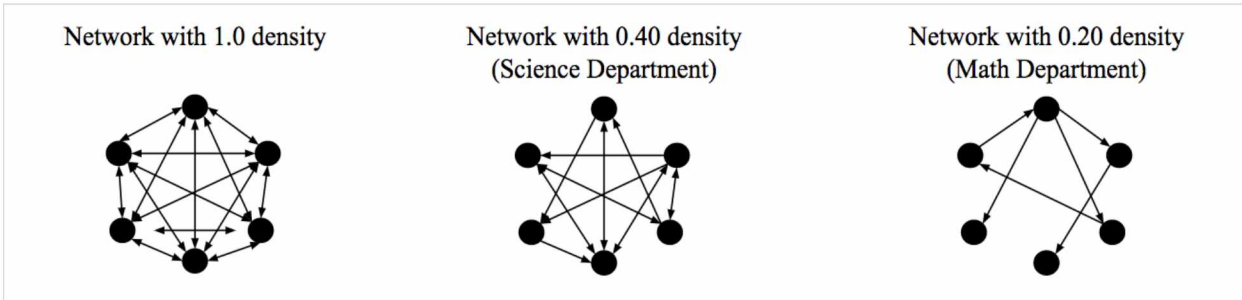 Network with 1.0 density
Network with 0.40 density
(Science Department)
Network with 0.20 density
(Math Department)